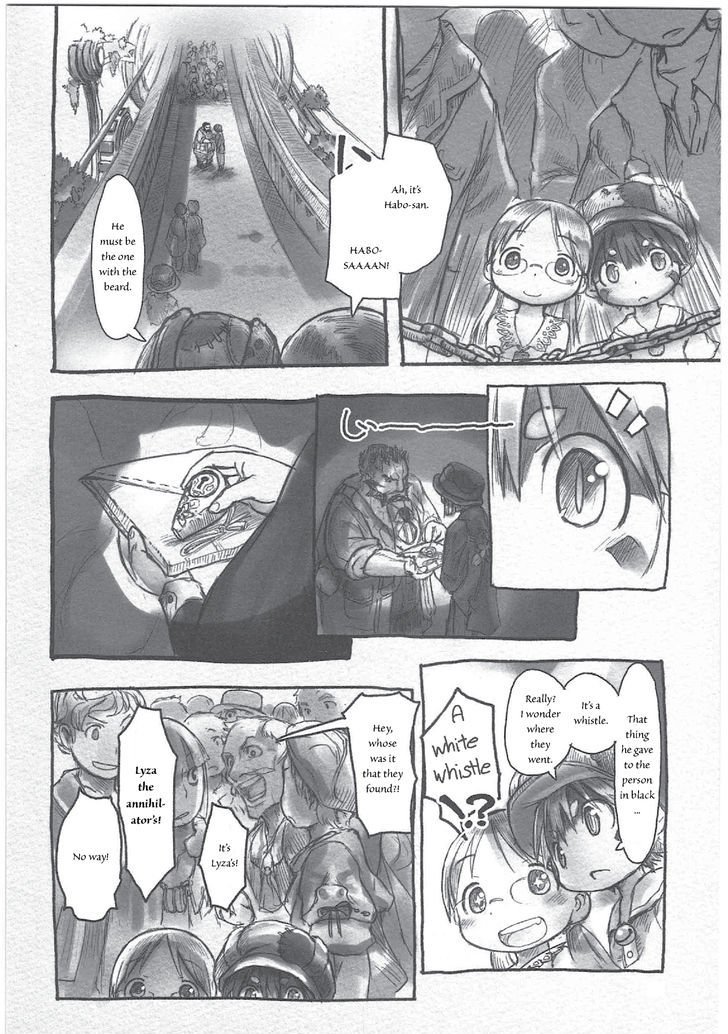 Ah, it's
Habo-san.
HABO-
SAAAAN!
He
must be
the one
with the
beard.
That
thing
he gave
to the
person
in black
...
It's a
whistle.
Really?
I wonder
where
they
went.
A
white
whistle
!?
Hey,
whose
was it
that they
found?!
It's
Lyza's!
Lyza
the
annihil-
ator's!
No way!